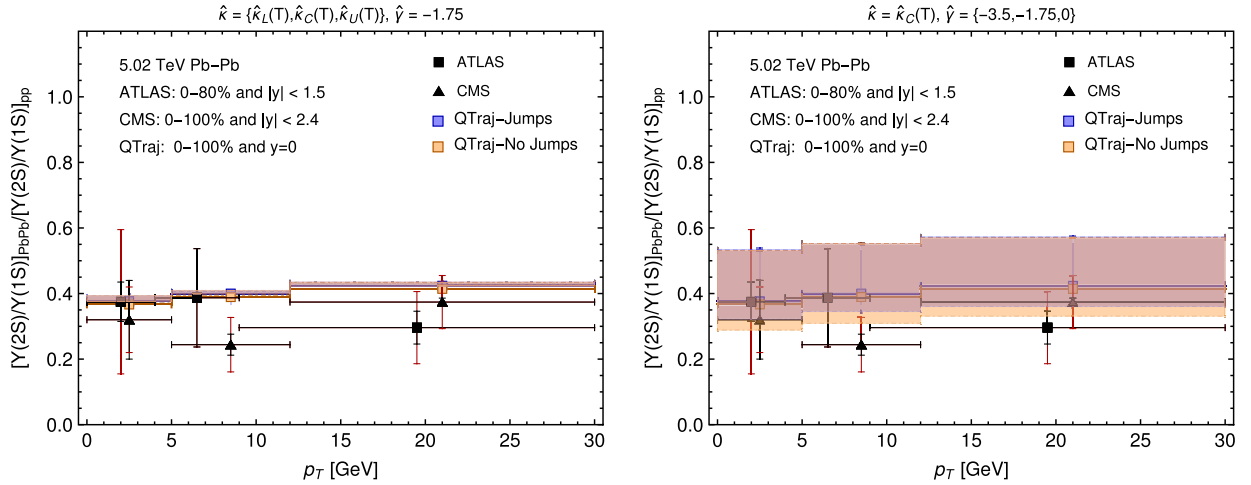 κ̂ = {κ̂_L(T),κ̂_C(T),κ̂_U(T)}, γ̂ = −1.75
[Υ(2S)/Υ(1S)]_PbPb/[Υ(2S)/Υ(1S)]_pp
5.02 TeV Pb−Pb
ATLAS: 0−80% and |y| < 1.5
CMS: 0−100% and |y| < 2.4
QTraj: 0−100% and y=0
ATLAS
CMS
QTraj−Jumps
QTraj−No Jumps
1.0
0.8
0.6
0.4
0.2
0.0
0 5 10 15 20 25 30
p_T [GeV]
κ̂ = κ̂_C(T), γ̂ = {−3.5,−1.75,0}
[Υ(2S)/Υ(1S)]_PbPb/[Υ(2S)/Υ(1S)]_pp
5.02 TeV Pb−Pb
ATLAS: 0−80% and |y| < 1.5
CMS: 0−100% and |y| < 2.4
QTraj: 0−100% and y=0
ATLAS
CMS
QTraj−Jumps
QTraj−No Jumps
1.0
0.8
0.6
0.4
0.2
0.0
0 5 10 15 20 25 30
p_T [GeV]